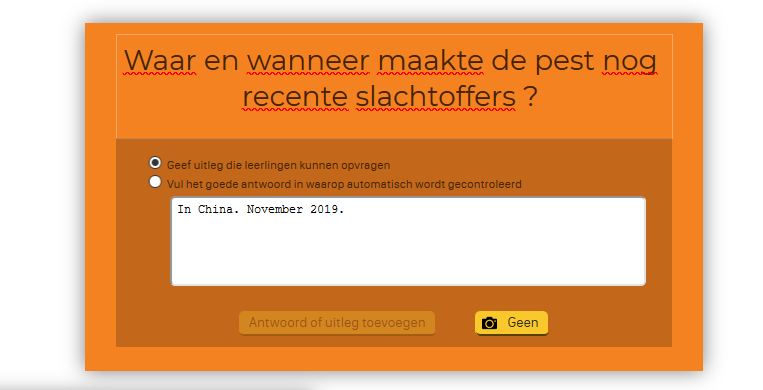 Waar en wanneer maakte de pest nog
recente slachtoffers ?
Geef uitleg die leerlingen kunnen opvragen
Vul het goede antwoord in waarop automatisch wordt gecontroleerd
In China. November 2019.
Antwoord of uitleg toevoegen
Geen